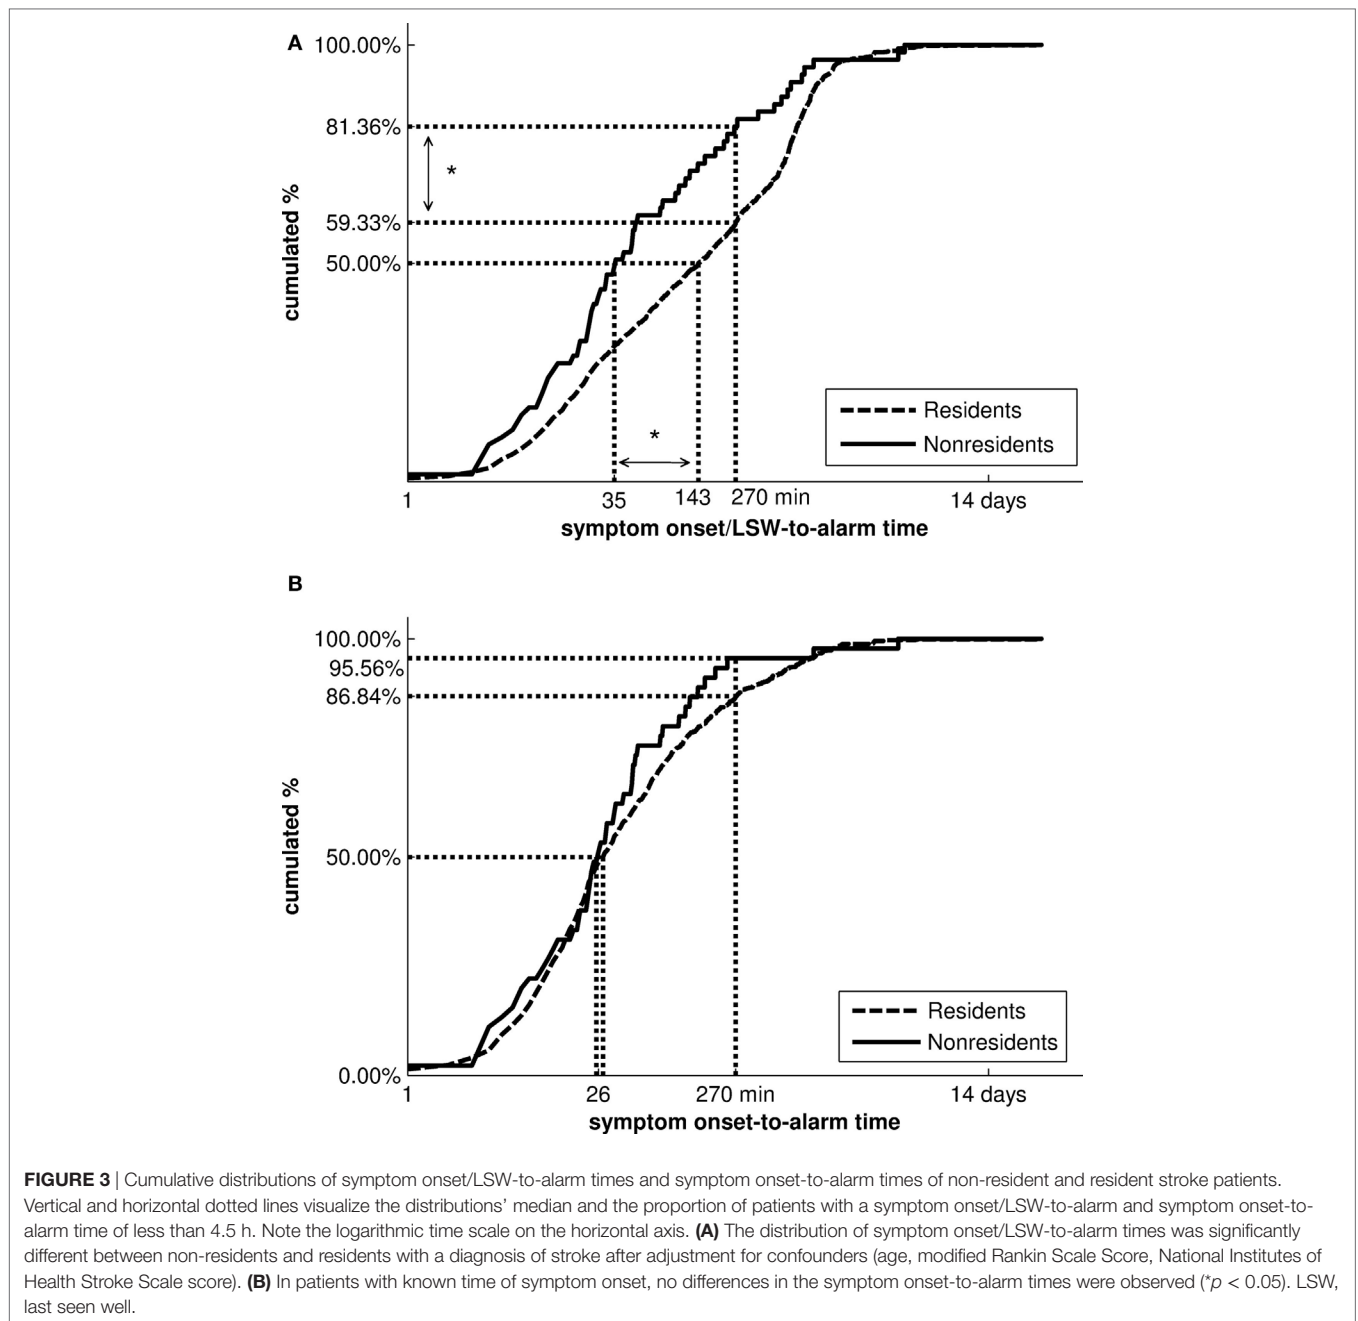 A
100.00%
81.36%
*
59.33%
50.00%
cumulated %
*
Residents
Nonresidents
1 35 143 270 min 14 days
symptom onset/LSW-to-alarm time
B
100.00%
95.56%
86.84%
50.00%
cumulated %
Residents
Nonresidents
0.00%
1 26 270 min 14 days
symptom onset-to-alarm time
FIGURE 3 | Cumulative distributions of symptom onset/LSW-to-alarm times and symptom onset-to-alarm times of non-resident and resident stroke patients.
Vertical and horizontal dotted lines visualize the distributions’ median and the proportion of patients with a symptom onset/LSW-to-alarm and symptom onset-to-
alarm time of less than 4.5 h. Note the logarithmic time scale on the horizontal axis. (A) The distribution of symptom onset/LSW-to-alarm times was significantly
different between non-residents and residents with a diagnosis of stroke after adjustment for confounders (age, modified Rankin Scale Score, National Institutes of
Health Stroke Scale score). (B) In patients with known time of symptom onset, no differences in the symptom onset-to-alarm times were observed (*p < 0.05). LSW,
last seen well.